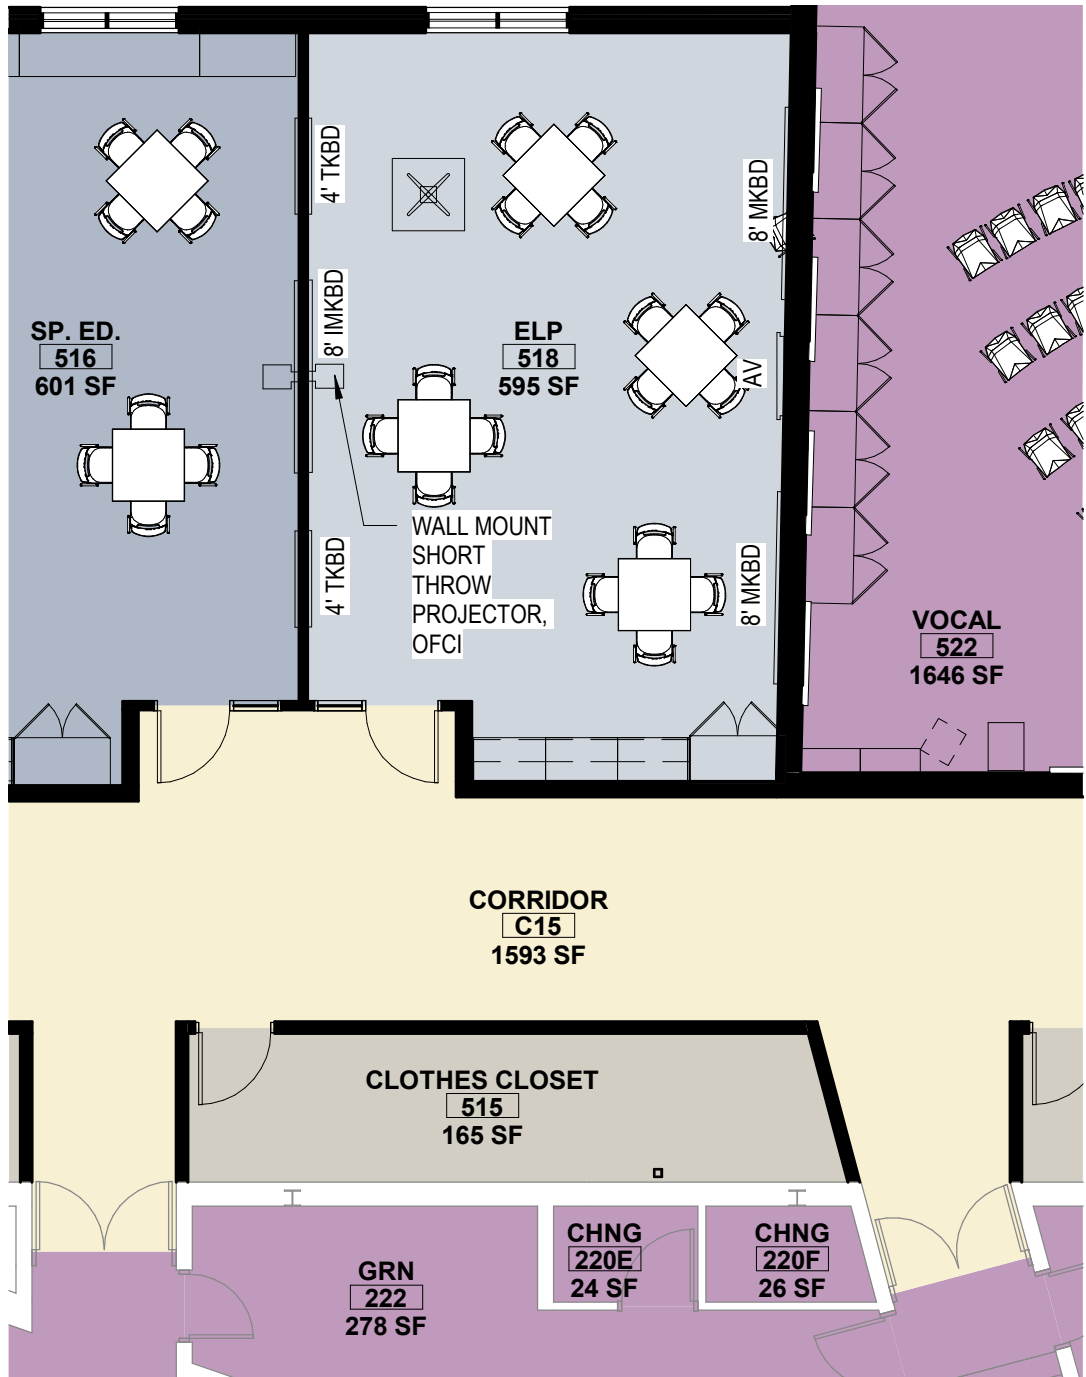 4' TKBD
8' MKBD
8' IMKBD
SP. ED.
516
601 SF
ELP
518
595 SF
AV
WALL MOUNT
SHORT
THROW
PROJECTOR,
OFCI
4' TKBD
8' MKBD
VOCAL
522
1646 SF
CORRIDOR
C15
1593 SF
CLOTHES CLOSET
515
165 SF
CHNG
220E
24 SF
CHNG
220F
26 SF
GRN
222
278 SF